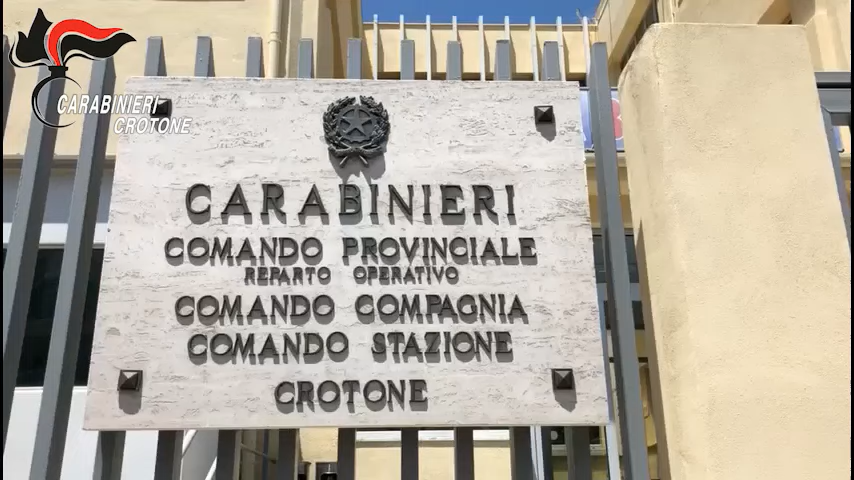 CARABINIERI
CROTONE
CARABINIERI
COMANDO PROVINCIALE
REPARTO OPERATIVO
COMANDO COMPAGNIA
COMANDO STAZIONE
CROTONE